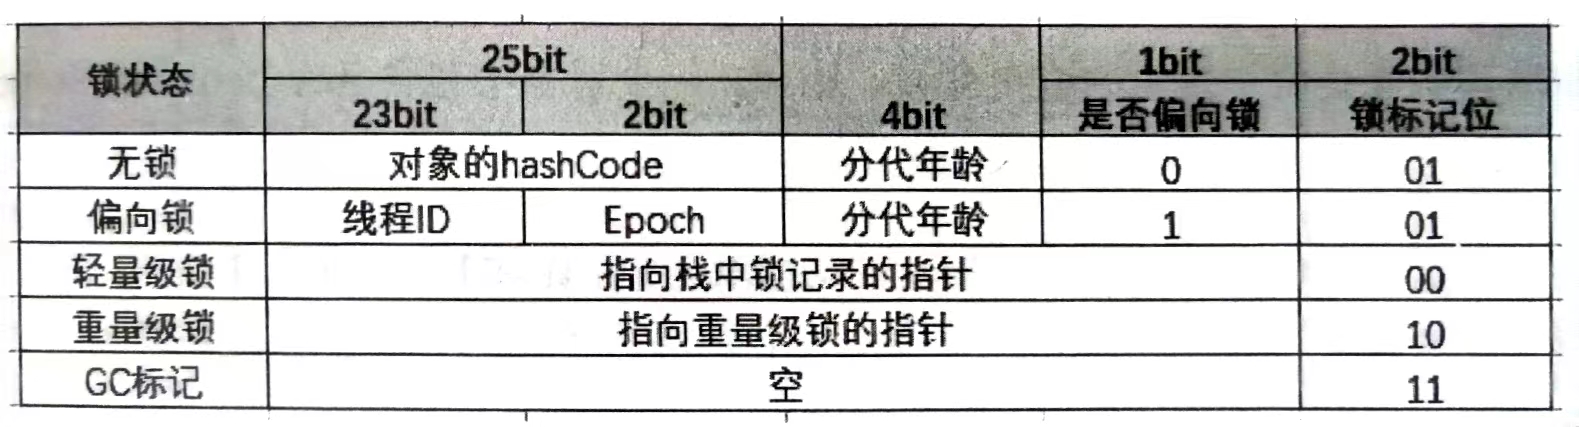 锁状态 25bit 4bit 1bit 2bit
23bit 2bit 是否偏向锁 锁标记位
无锁 对象的hashCode 分代年龄 0 01
偏向锁 线程ID Epoch 分代年龄 1 01
轻量级锁 指向栈中锁记录的指针 00
重量级锁 指向重量级锁的指针 10
GC标记 空 11